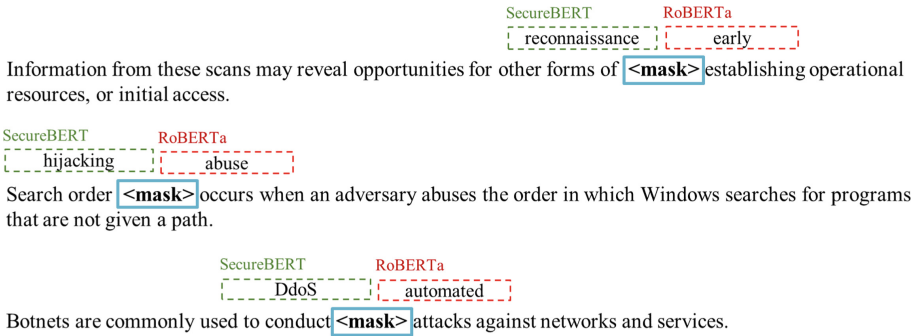 SecureBERT RoBERTa
reconnaissance early
Information from these scans may reveal opportunities for other forms of <mask> establishing operational
resources, or initial access.
SecureBERT RoBERTa
hijacking abuse
Search order <mask> occurs when an adversary abuses the order in which Windows searches for programs
that are not given a path.
SecureBERT RoBERTa
DdoS automated
Botnets are commonly used to conduct <mask> attacks against networks and services.